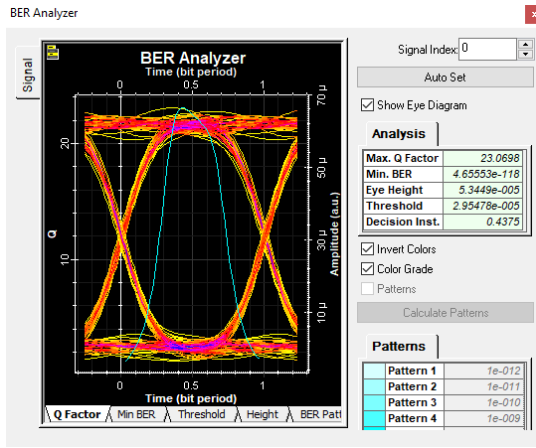 BER Analyzer
Signal
BER Analyzer
Time (bit period)
0 0.5 1
Q
20
10
70 µ
50 µ
30 µ
10 µ
Amplitude (a.u.)
0 0.5 1
Time (bit period)
Q Factor Min BER Threshold Height BER Patt
Signal Index: 0
Auto Set
Show Eye Diagram
Analysis
Max. Q Factor 23.0698
Min. BER 4.65553e-118
Eye Height 5.3449e-005
Threshold 2.95478e-005
Decision Inst. 0.4375
Invert Colors
Color Grade
Patterns
Calculate Patterns
Patterns
Pattern 1 1e-012
Pattern 2 1e-011
Pattern 3 1e-010
Pattern 4 1e-009